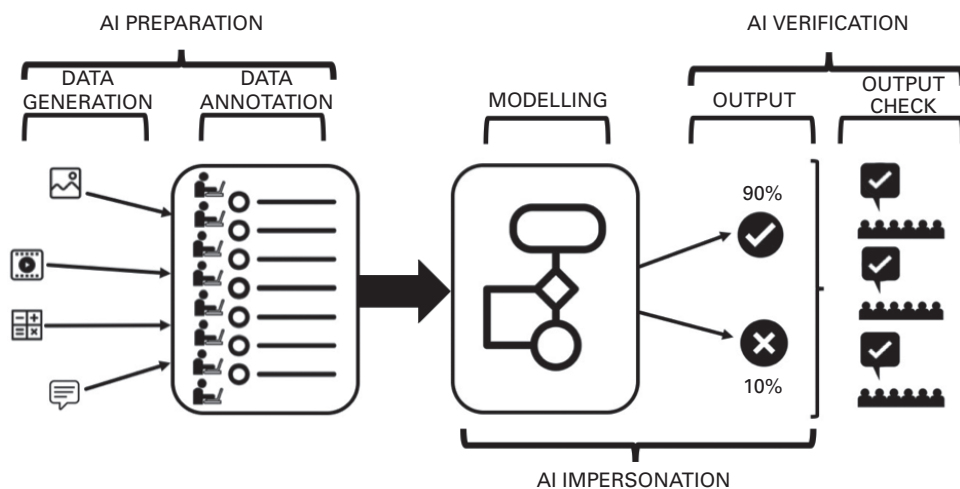 AI PREPARATION
AI VERIFICATION
DATA
GENERATION
DATA
ANNOTATION
MODELLING
OUTPUT
OUTPUT
CHECK
90%
10%
AI IMPERSONATION